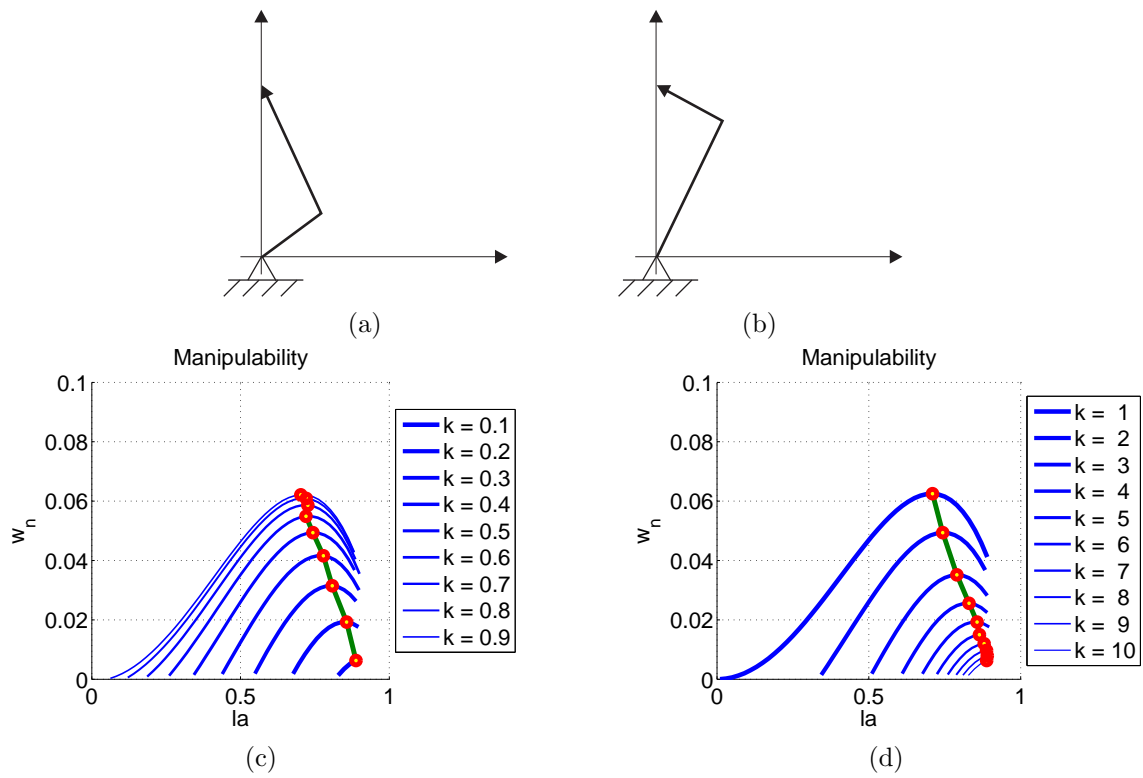 (a)
(b)
Manipulability
0.1
0.08
0.06
0.04
0.02
0
w_n
0
0.5
1
la
k = 0.1
k = 0.2
k = 0.3
k = 0.4
k = 0.5
k = 0.6
k = 0.7
k = 0.8
k = 0.9
(c)
Manipulability
0.1
0.08
0.06
0.04
0.02
0
w_n
0
0.5
1
la
k = 1
k = 2
k = 3
k = 4
k = 5
k = 6
k = 7
k = 8
k = 9
k = 10
(d)